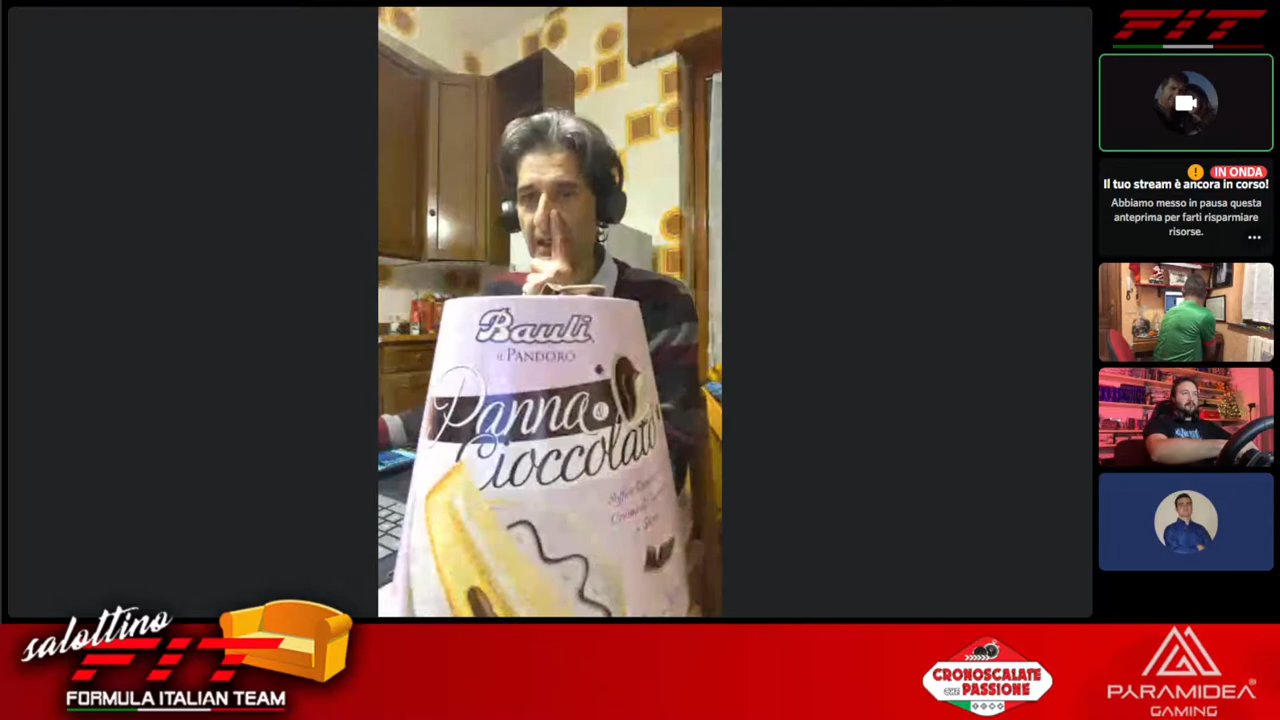 FIT
IN ONDA
Il tuo stream è ancora in corso!
Abbiamo messo in pausa questa
anteprima per farti risparmiare
risorse.
Bauli
IL PANDORO
Panna e
Cioccolato
salottino
FIT
FORMULA ITALIAN TEAM
CRONOSCALATE
CHE
PASSIONE
PARAMIDEA
GAMING